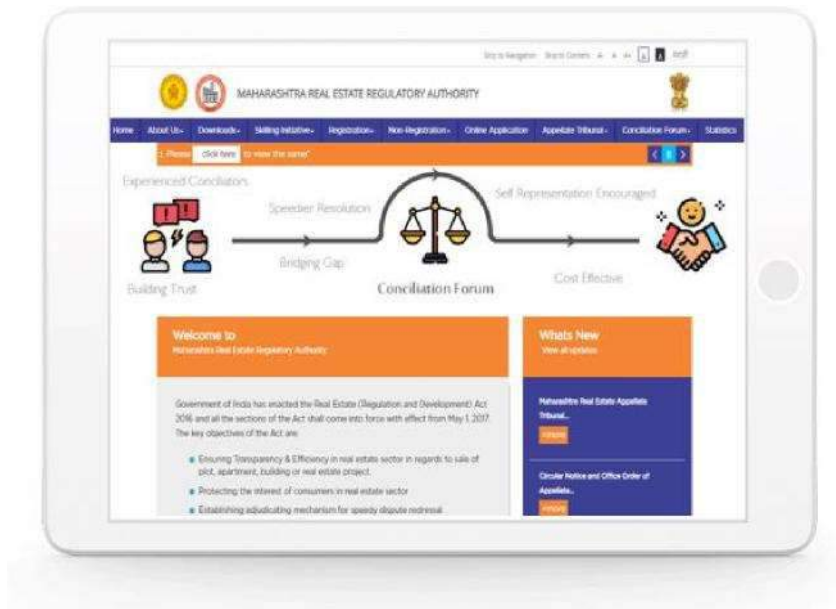 Skip to Navigation Skip to Content A- A A+ A A मराठी
MAHARASHTRA REAL ESTATE REGULATORY AUTHORITY
Home About Us Downloads Skilling Initiative Registration Non-Registration Online Application Appellate Tribunal Conciliation Forum Statistics
Please click here to view the same"
< II >
Experienced Conciliators
Speedier Resolution
Self Representation Encouraged
Bridging Gap
Cost Effective
Building Trust
Conciliation Forum
Welcome to
Maharashtra Real Estate Regulatory Authority
Government of India has enacted the Real Estate (Regulation and Development) Act
2016 and all the sections of the Act shall come into force with effect from May 1, 2017.
The key objectives of the Act are:
Ensuring Transparency & Efficiency in real estate sector in regards to sale of
plot, apartment, building or real estate project.
Protecting the interest of consumers in real estate sector
Establishing adjudicating mechanism for speedy dispute redressal
Whats New
View all updates
Maharashtra Real Estate Appellate
Tribunal...
+more
Circular Notice and Office Order of
Appellate...
+more